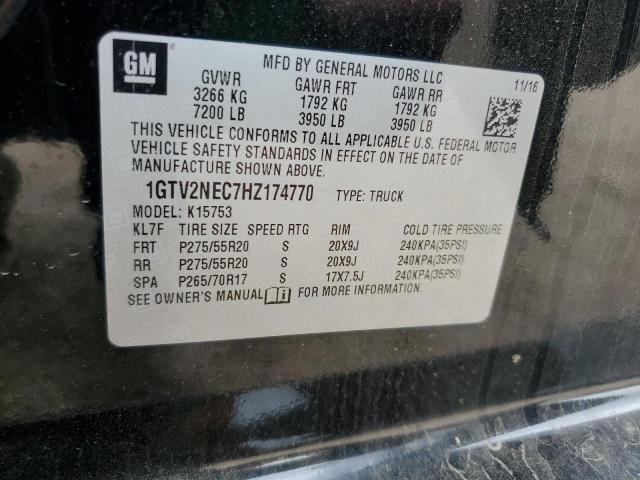 GM
MFD BY GENERAL MOTORS LLC
GVWR GAWR FRT GAWR RR 11/16
3266 KG 1792 KG 1792 KG
7200 LB 3950 LB 3950 LB
THIS VEHICLE CONFORMS TO ALL APPLICABLE U.S. FEDERAL MOTOR
VEHICLE SAFETY STANDARDS IN EFFECT ON THE DATE OF
MANUFACTURE SHOWN ABOVE.
1GTV2NEC7HZ174770 TYPE: TRUCK
MODEL: K15753
KL7F TIRE SIZE SPEED RTG RIM COLD TIRE PRESSURE
FRT P275/55R20 S 20X9J 240KPA(35PSI)
RR P275/55R20 S 20X9J 240KPA(35PSI)
SPA P265/70R17 S 17X7.5J 240KPA(35PSI)
SEE OWNER'S MANUAL FOR MORE INFORMATION.